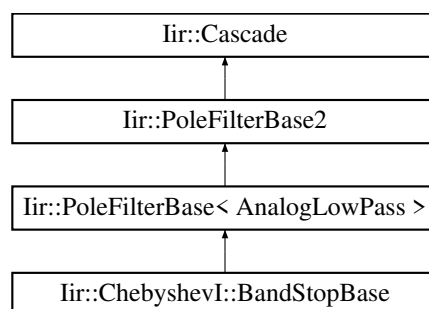 Iir::Cascade
Iir::PoleFilterBase2
Iir::PoleFilterBase< AnalogLowPass >
Iir::ChebyshevI::BandStopBase